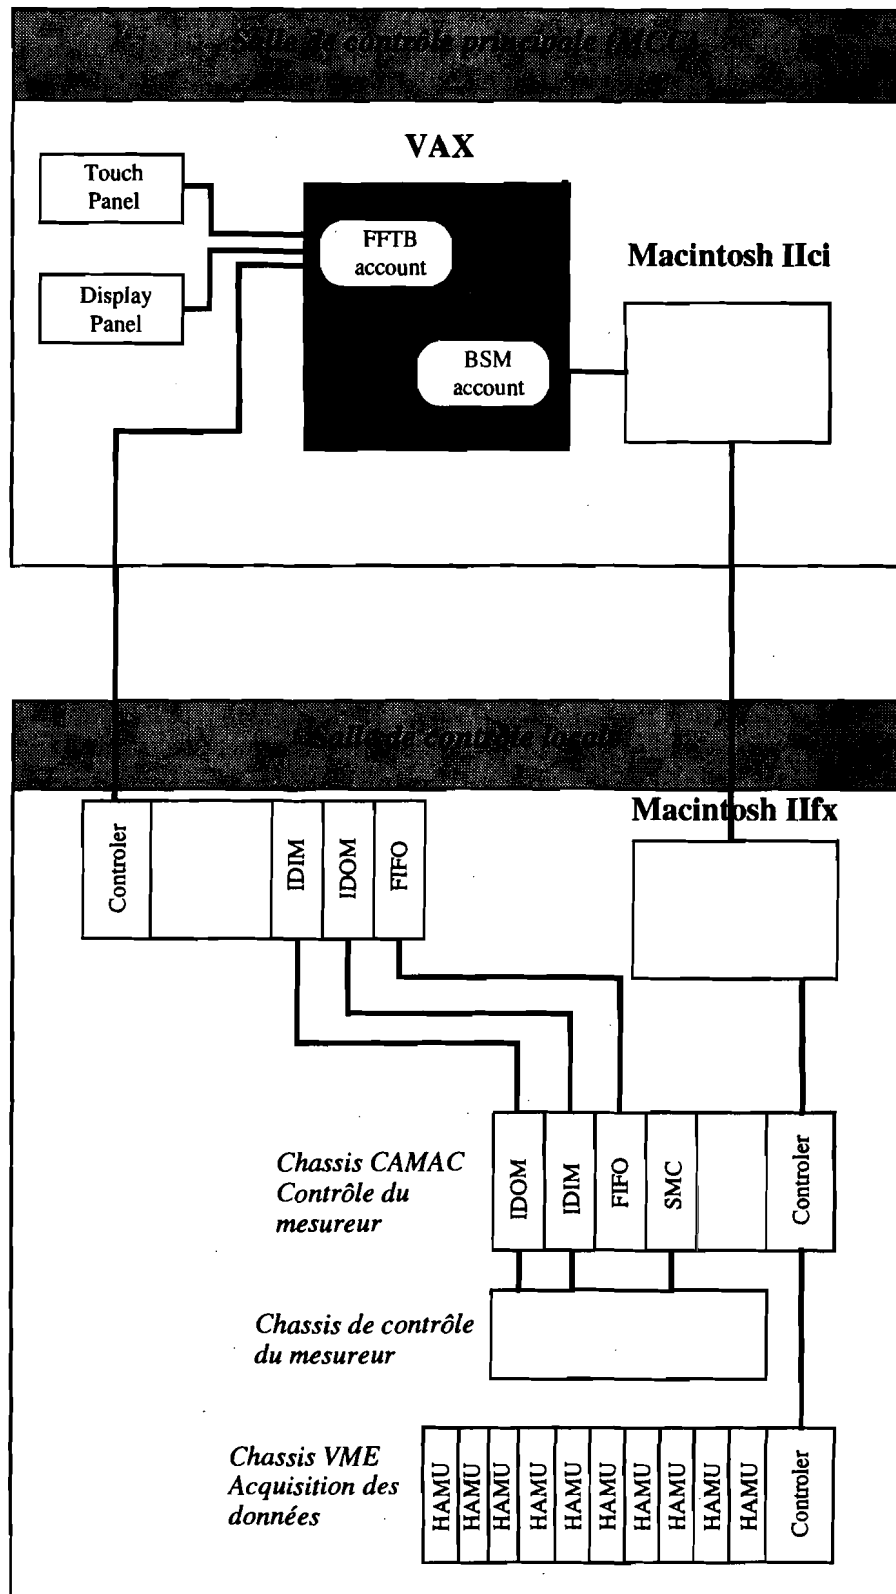 Salle de contrôle principale (MCC)
VAX
Touch
Panel
FFTB
account
Macintosh IIci
Display
Panel
BSM
account
Salle de contrôle locale
Macintosh IIfx
Controler
IDIM
IDOM
FIFO
Chassis CAMAC
Contrôle du
mesureur
IDOM
IDIM
FIFO
SMC
Controler
Chassis de contrôle
du mesureur
Chassis VME
Acquisition des
données
HAMU
HAMU
HAMU
HAMU
HAMU
HAMU
HAMU
HAMU
HAMU
Controler